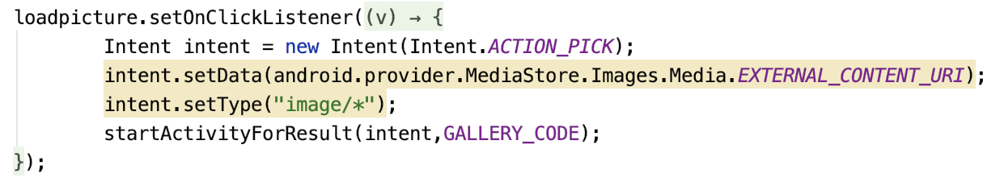 loadpicture.setOnClickListener((v) → {
Intent intent = new Intent(Intent.ACTION_PICK);
intent.setData(android.provider.MediaStore.Images.Media.EXTERNAL_CONTENT_URI);
intent.setType("image/*");
startActivityForResult(intent,GALLERY_CODE);
});